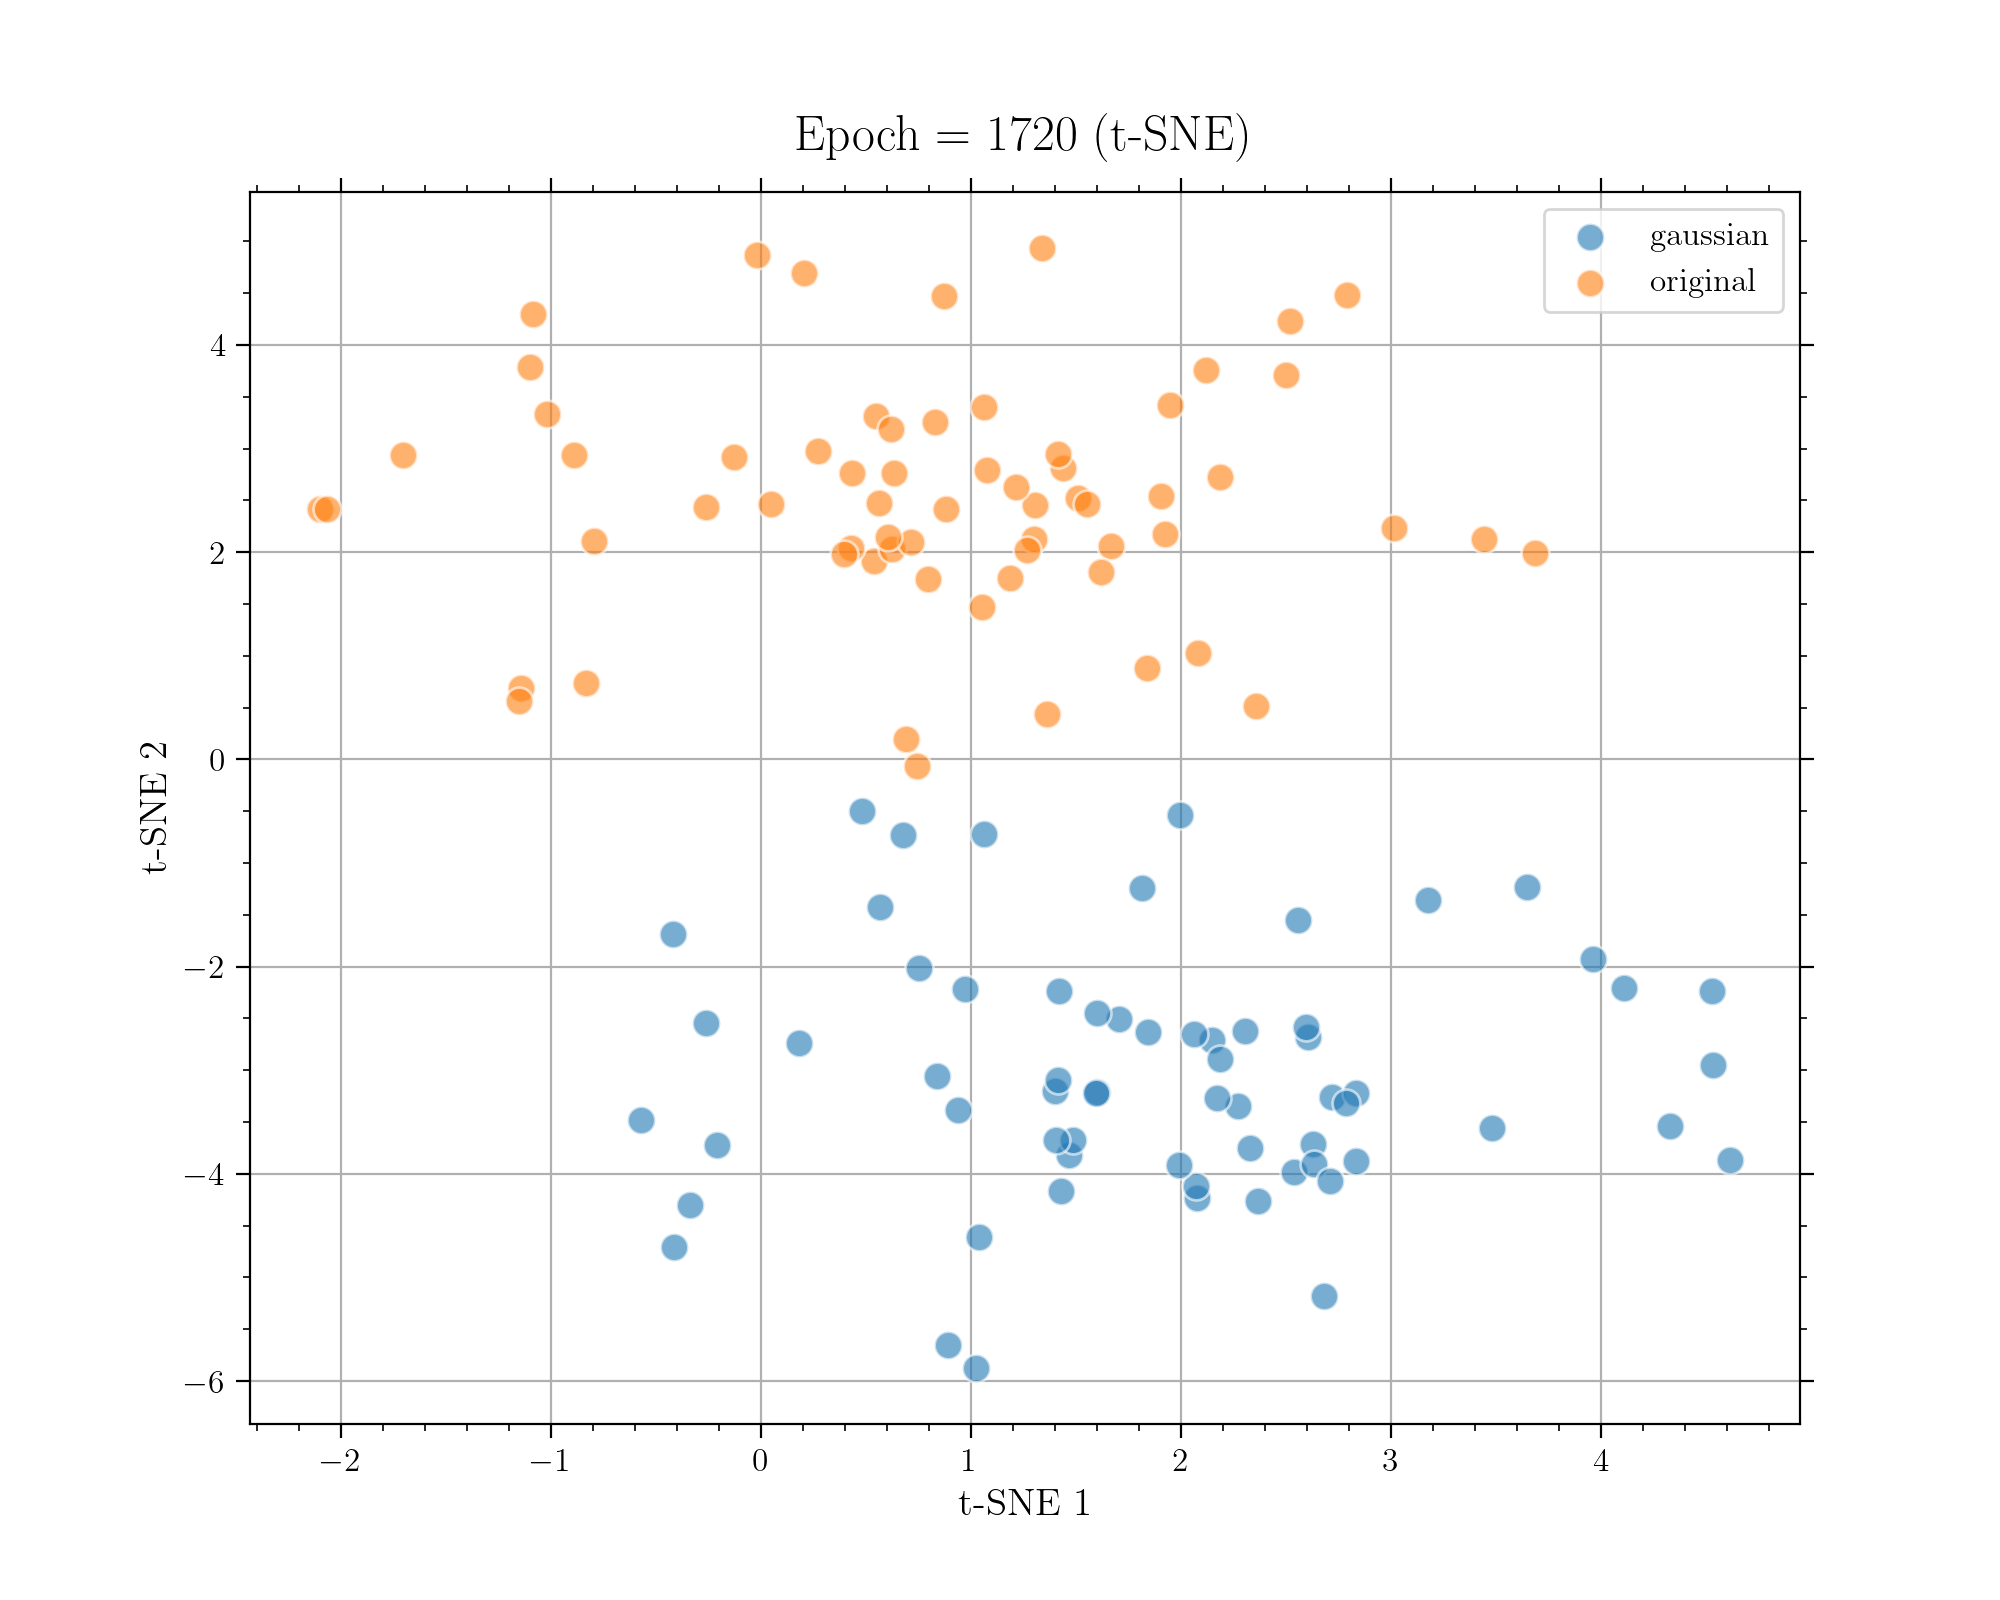 Epoch = 1720 (t-SNE)
gaussian
original
4
2
0
−2
−4
−6
t-SNE 2
−2 −1 0 1 2 3 4
t-SNE 1